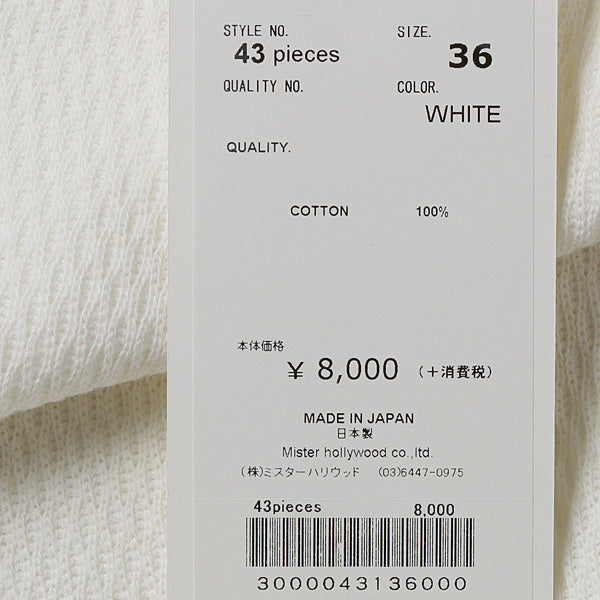 STYLE NO. SIZE.
43 pieces 36
QUALITY NO. COLOR.
WHITE
QUALITY.
COTTON 100%
本体価格
¥ 8,000 (+消費税)
MADE IN JAPAN
日本製
Mister hollywood co.,ltd.
(株)ミスターハリウッド (03)6447-0975
43pieces 8,000
3000043136000